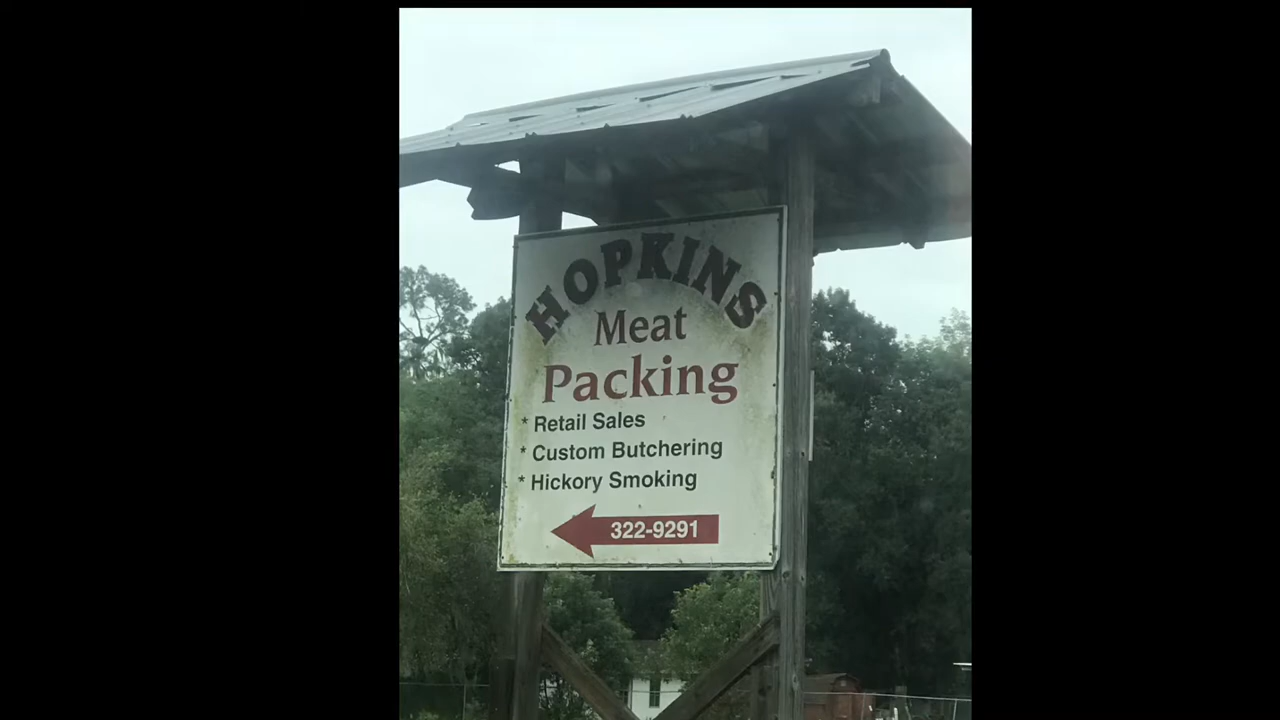 HOPKINS
Meat
Packing
* Retail Sales
* Custom Butchering
* Hickory Smoking
322-9291